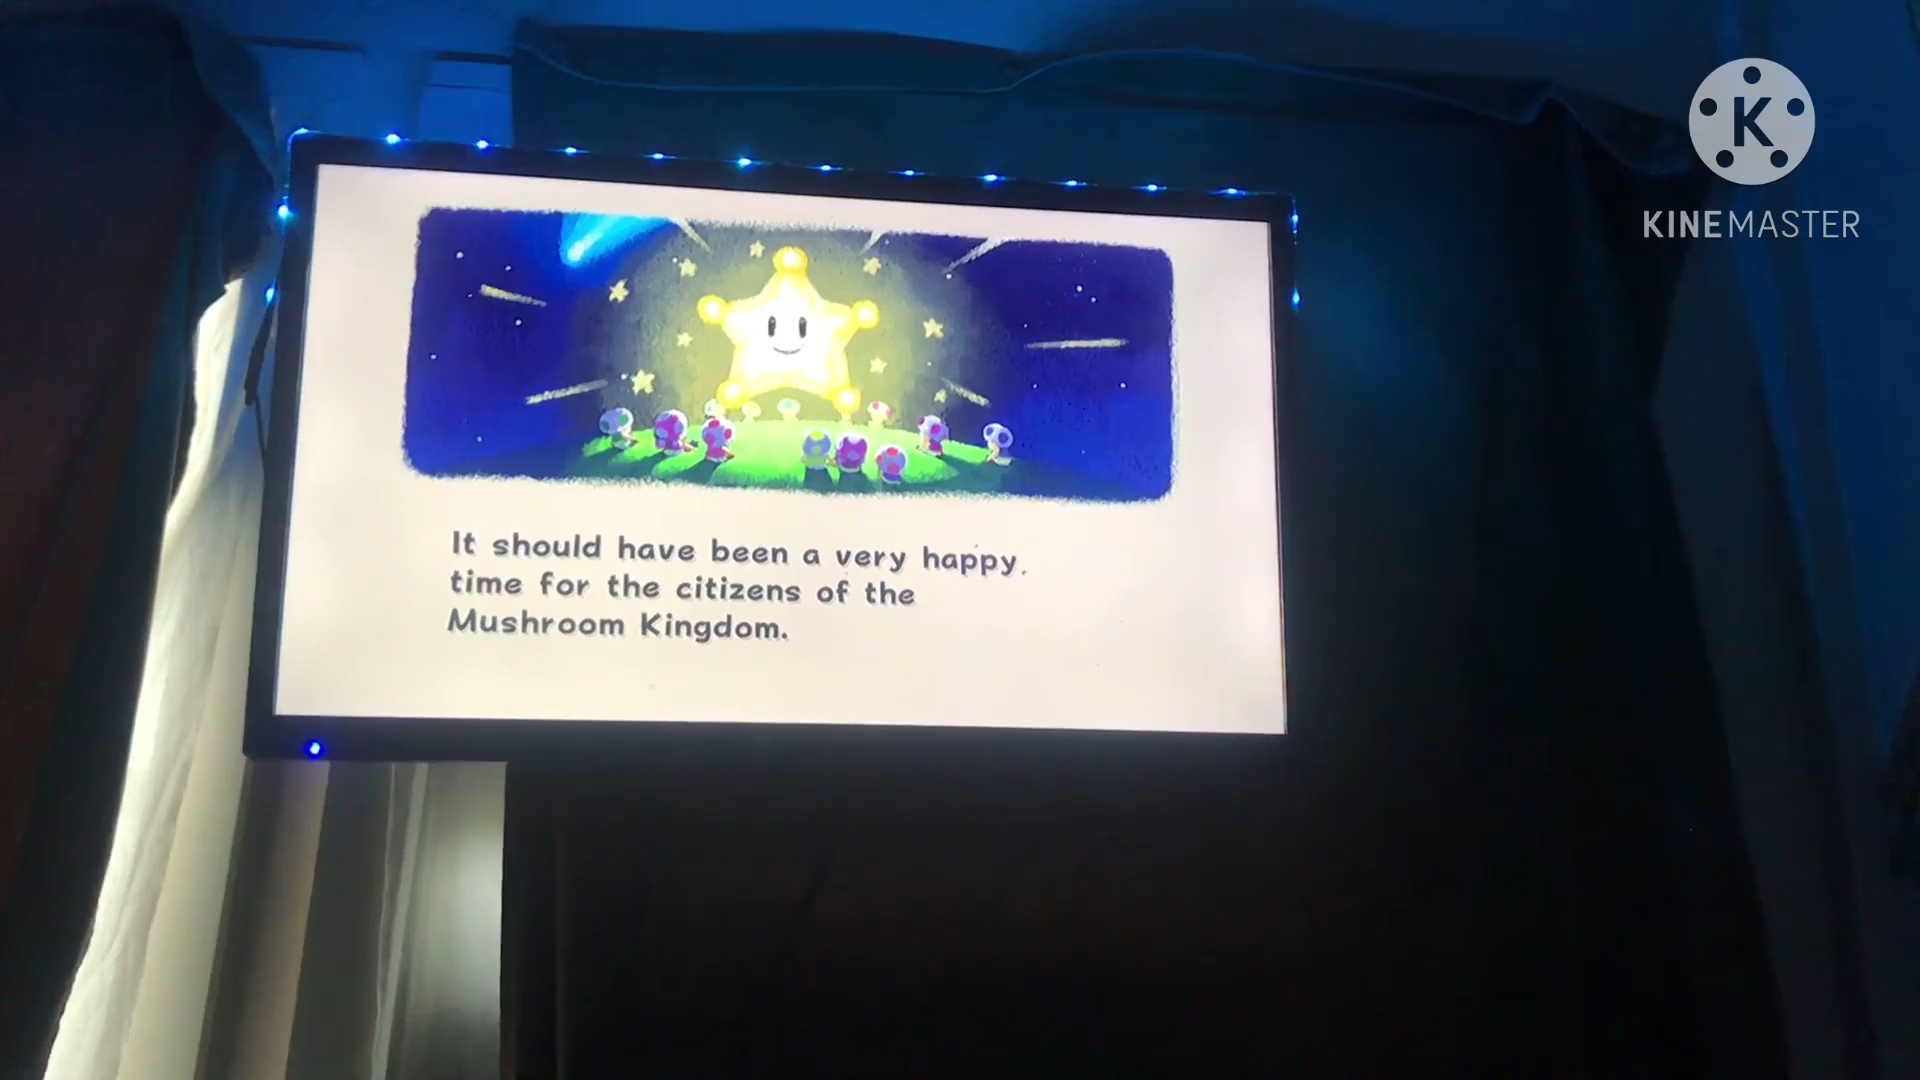 K
KINEMASTER
It should have been a very happy
time for the citizens of the
Mushroom Kingdom.